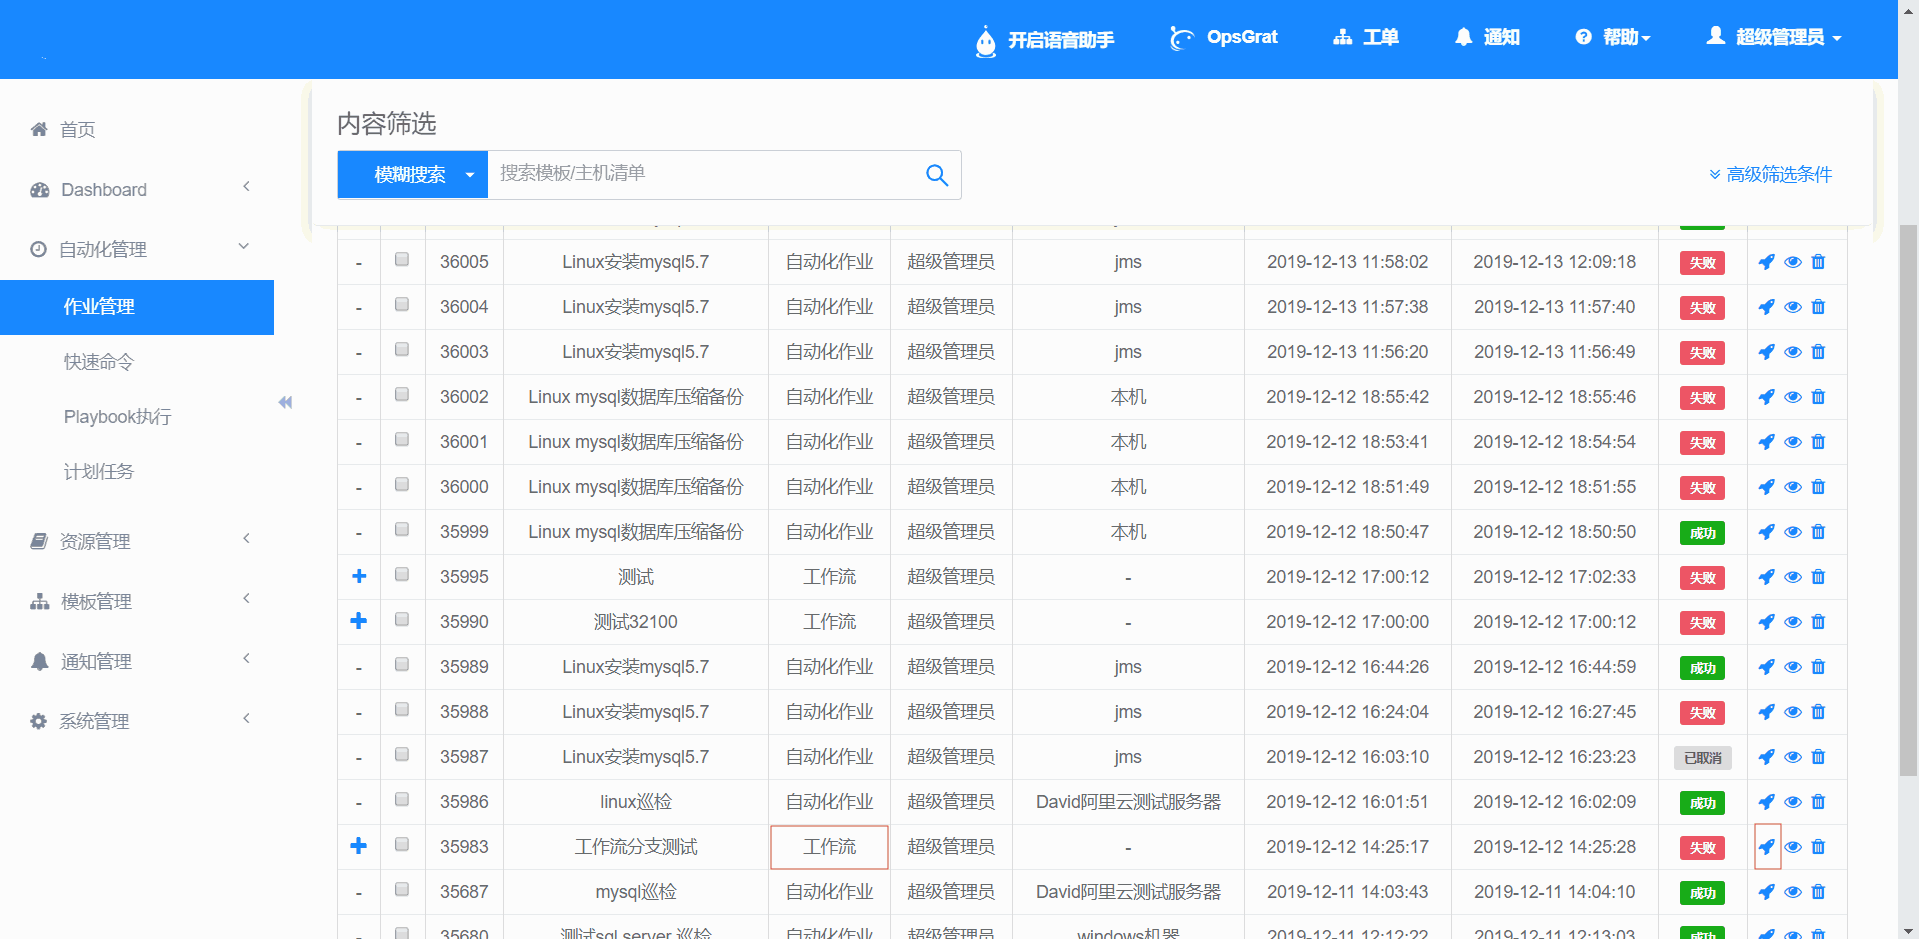 开启语音助手 OpsGrat 工单 通知 帮助 超级管理员
首页
Dashboard
自动化管理
作业管理
快速命令
Playbook执行
计划任务
资源管理
模板管理
通知管理
系统管理
内容筛选
模糊搜索 搜索模板/主机清单 高级筛选条件
- 36005 Linux安装mysql5.7 自动化作业 超级管理员 jms 2019-12-13 11:58:02 2019-12-13 12:09:18 失败
- 36004 Linux安装mysql5.7 自动化作业 超级管理员 jms 2019-12-13 11:57:38 2019-12-13 11:57:40 失败
- 36003 Linux安装mysql5.7 自动化作业 超级管理员 jms 2019-12-13 11:56:20 2019-12-13 11:56:49 失败
- 36002 Linux mysql数据库压缩备份 自动化作业 超级管理员 本机 2019-12-12 18:55:42 2019-12-12 18:55:46 失败
- 36001 Linux mysql数据库压缩备份 自动化作业 超级管理员 本机 2019-12-12 18:53:41 2019-12-12 18:54:54 失败
- 36000 Linux mysql数据库压缩备份 自动化作业 超级管理员 本机 2019-12-12 18:51:49 2019-12-12 18:51:55 失败
- 35999 Linux mysql数据库压缩备份 自动化作业 超级管理员 本机 2019-12-12 18:50:47 2019-12-12 18:50:50 成功
35995 测试 工作流 超级管理员 - 2019-12-12 17:00:12 2019-12-12 17:02:33 失败
35990 测试32100 工作流 超级管理员 - 2019-12-12 17:00:00 2019-12-12 17:00:12 失败
- 35989 Linux安装mysql5.7 自动化作业 超级管理员 jms 2019-12-12 16:44:26 2019-12-12 16:44:59 成功
- 35988 Linux安装mysql5.7 自动化作业 超级管理员 jms 2019-12-12 16:24:04 2019-12-12 16:27:45 失败
- 35987 Linux安装mysql5.7 自动化作业 超级管理员 jms 2019-12-12 16:03:10 2019-12-12 16:23:23 已取消
- 35986 linux巡检 自动化作业 超级管理员 David阿里云测试服务器 2019-12-12 16:01:51 2019-12-12 16:02:09 成功
35983 工作流分支测试 工作流 超级管理员 - 2019-12-12 14:25:17 2019-12-12 14:25:28 失败
- 35687 mysql巡检 自动化作业 超级管理员 David阿里云测试服务器 2019-12-11 14:03:43 2019-12-11 14:04:10 成功
- 35680 测试sql server 巡检 自动化作业 超级管理员 windows机器 2019-12-11 12:12:22 2019-12-11 12:13:03 成功